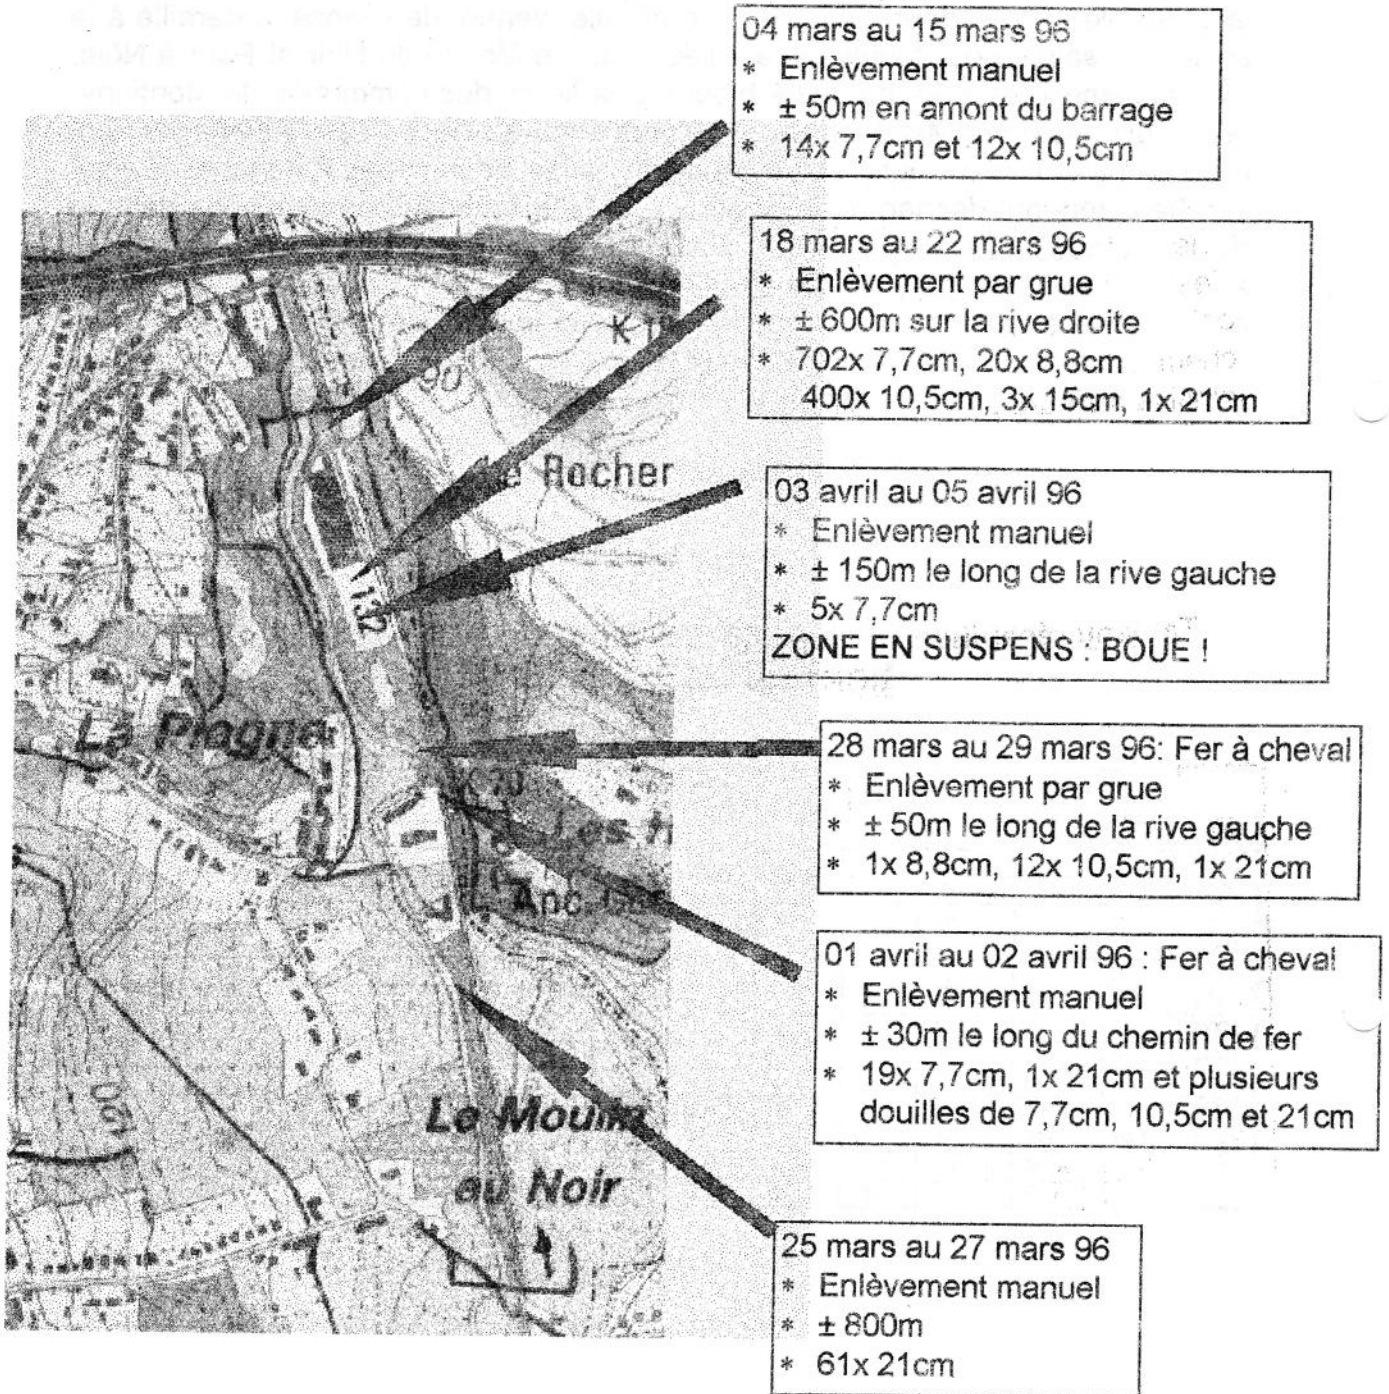 04 mars au 15 mars 96
* Enlèvement manuel
* ± 50m en amont du barrage
* 14x 7,7cm et 12x 10,5cm
18 mars au 22 mars 96
* Enlèvement par grue
* ± 600m sur la rive droite
* 702x 7,7cm, 20x 8,8cm
400x 10,5cm, 3x 15cm, 1x 21cm
03 avril au 05 avril 96
* Enlèvement manuel
* ± 150m le long de la rive gauche
* 5x 7,7cm
ZONE EN SUSPENS : BOUE !
28 mars au 29 mars 96: Fer à cheval
* Enlèvement par grue
* ± 50m le long de la rive gauche
* 1x 8,8cm, 12x 10,5cm, 1x 21cm
01 avril au 02 avril 96 : Fer à cheval
* Enlèvement manuel
* ± 30m le long du chemin de fer
* 19x 7,7cm, 1x 21cm et plusieurs
douilles de 7,7cm, 10,5cm et 21cm
25 mars au 27 mars 96
* Enlèvement manuel
* ± 800m
* 61x 21cm
90
Rocher
132
La
K 70
Les
Anc.
120
Le Moulin
au Noir